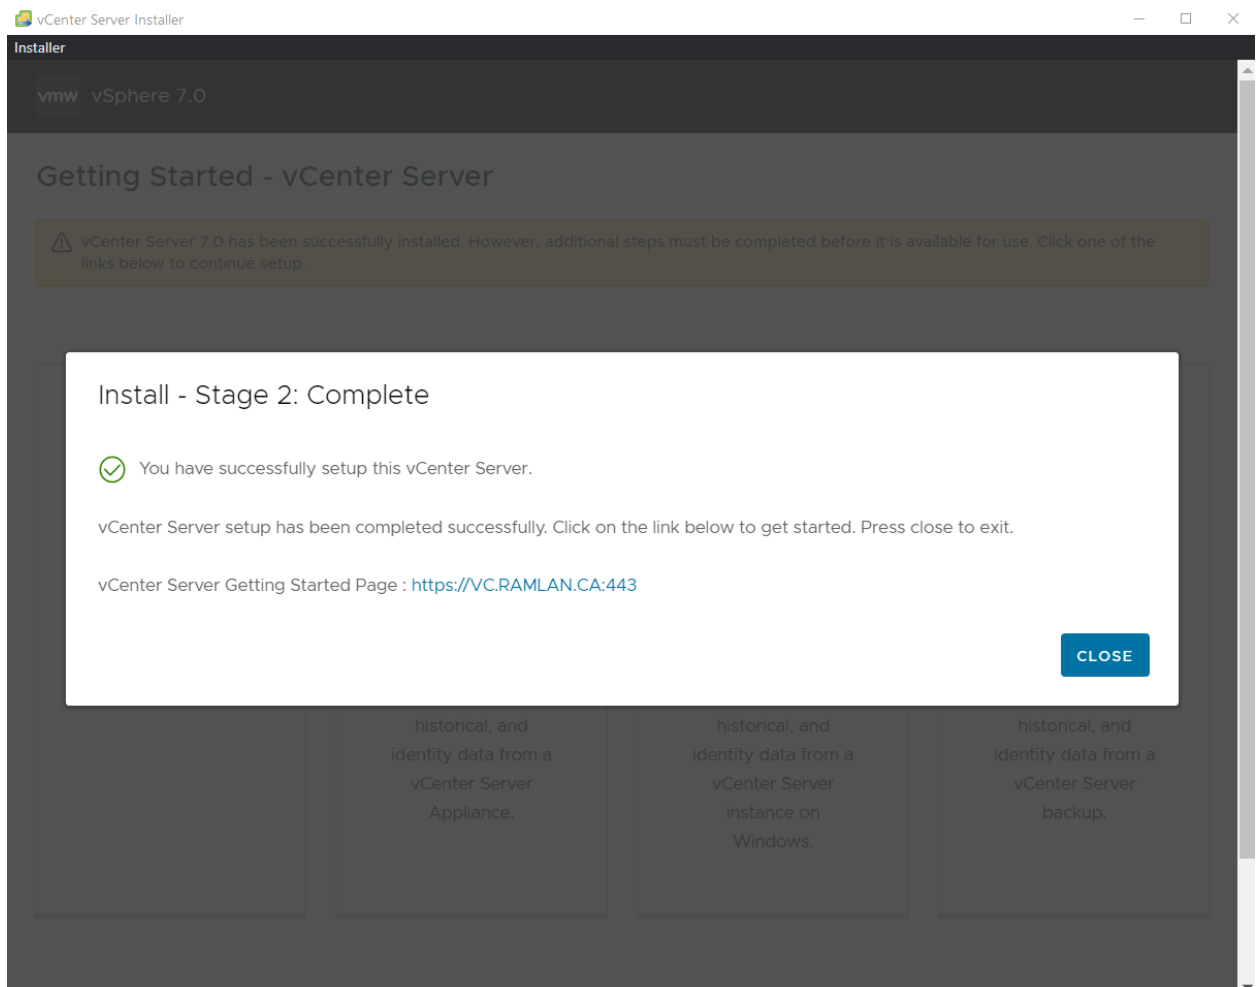 vCenter Server Installer
Installer
vmw vSphere 7.0
Getting Started - vCenter Server
vCenter Server 7.0 has been successfully installed. However, additional steps must be completed before it is available for use. Click one of the
links below to continue setup.
Install - Stage 2: Complete
You have successfully setup this vCenter Server.
vCenter Server setup has been completed successfully. Click on the link below to get started. Press close to exit.
vCenter Server Getting Started Page : https://VC.RAMLAN.CA:443
CLOSE
historical, and
identity data from a
vCenter Server
Appliance.
historical, and
identity data from a
vCenter Server
instance on
Windows.
historical, and
identity data from a
vCenter Server
backup.